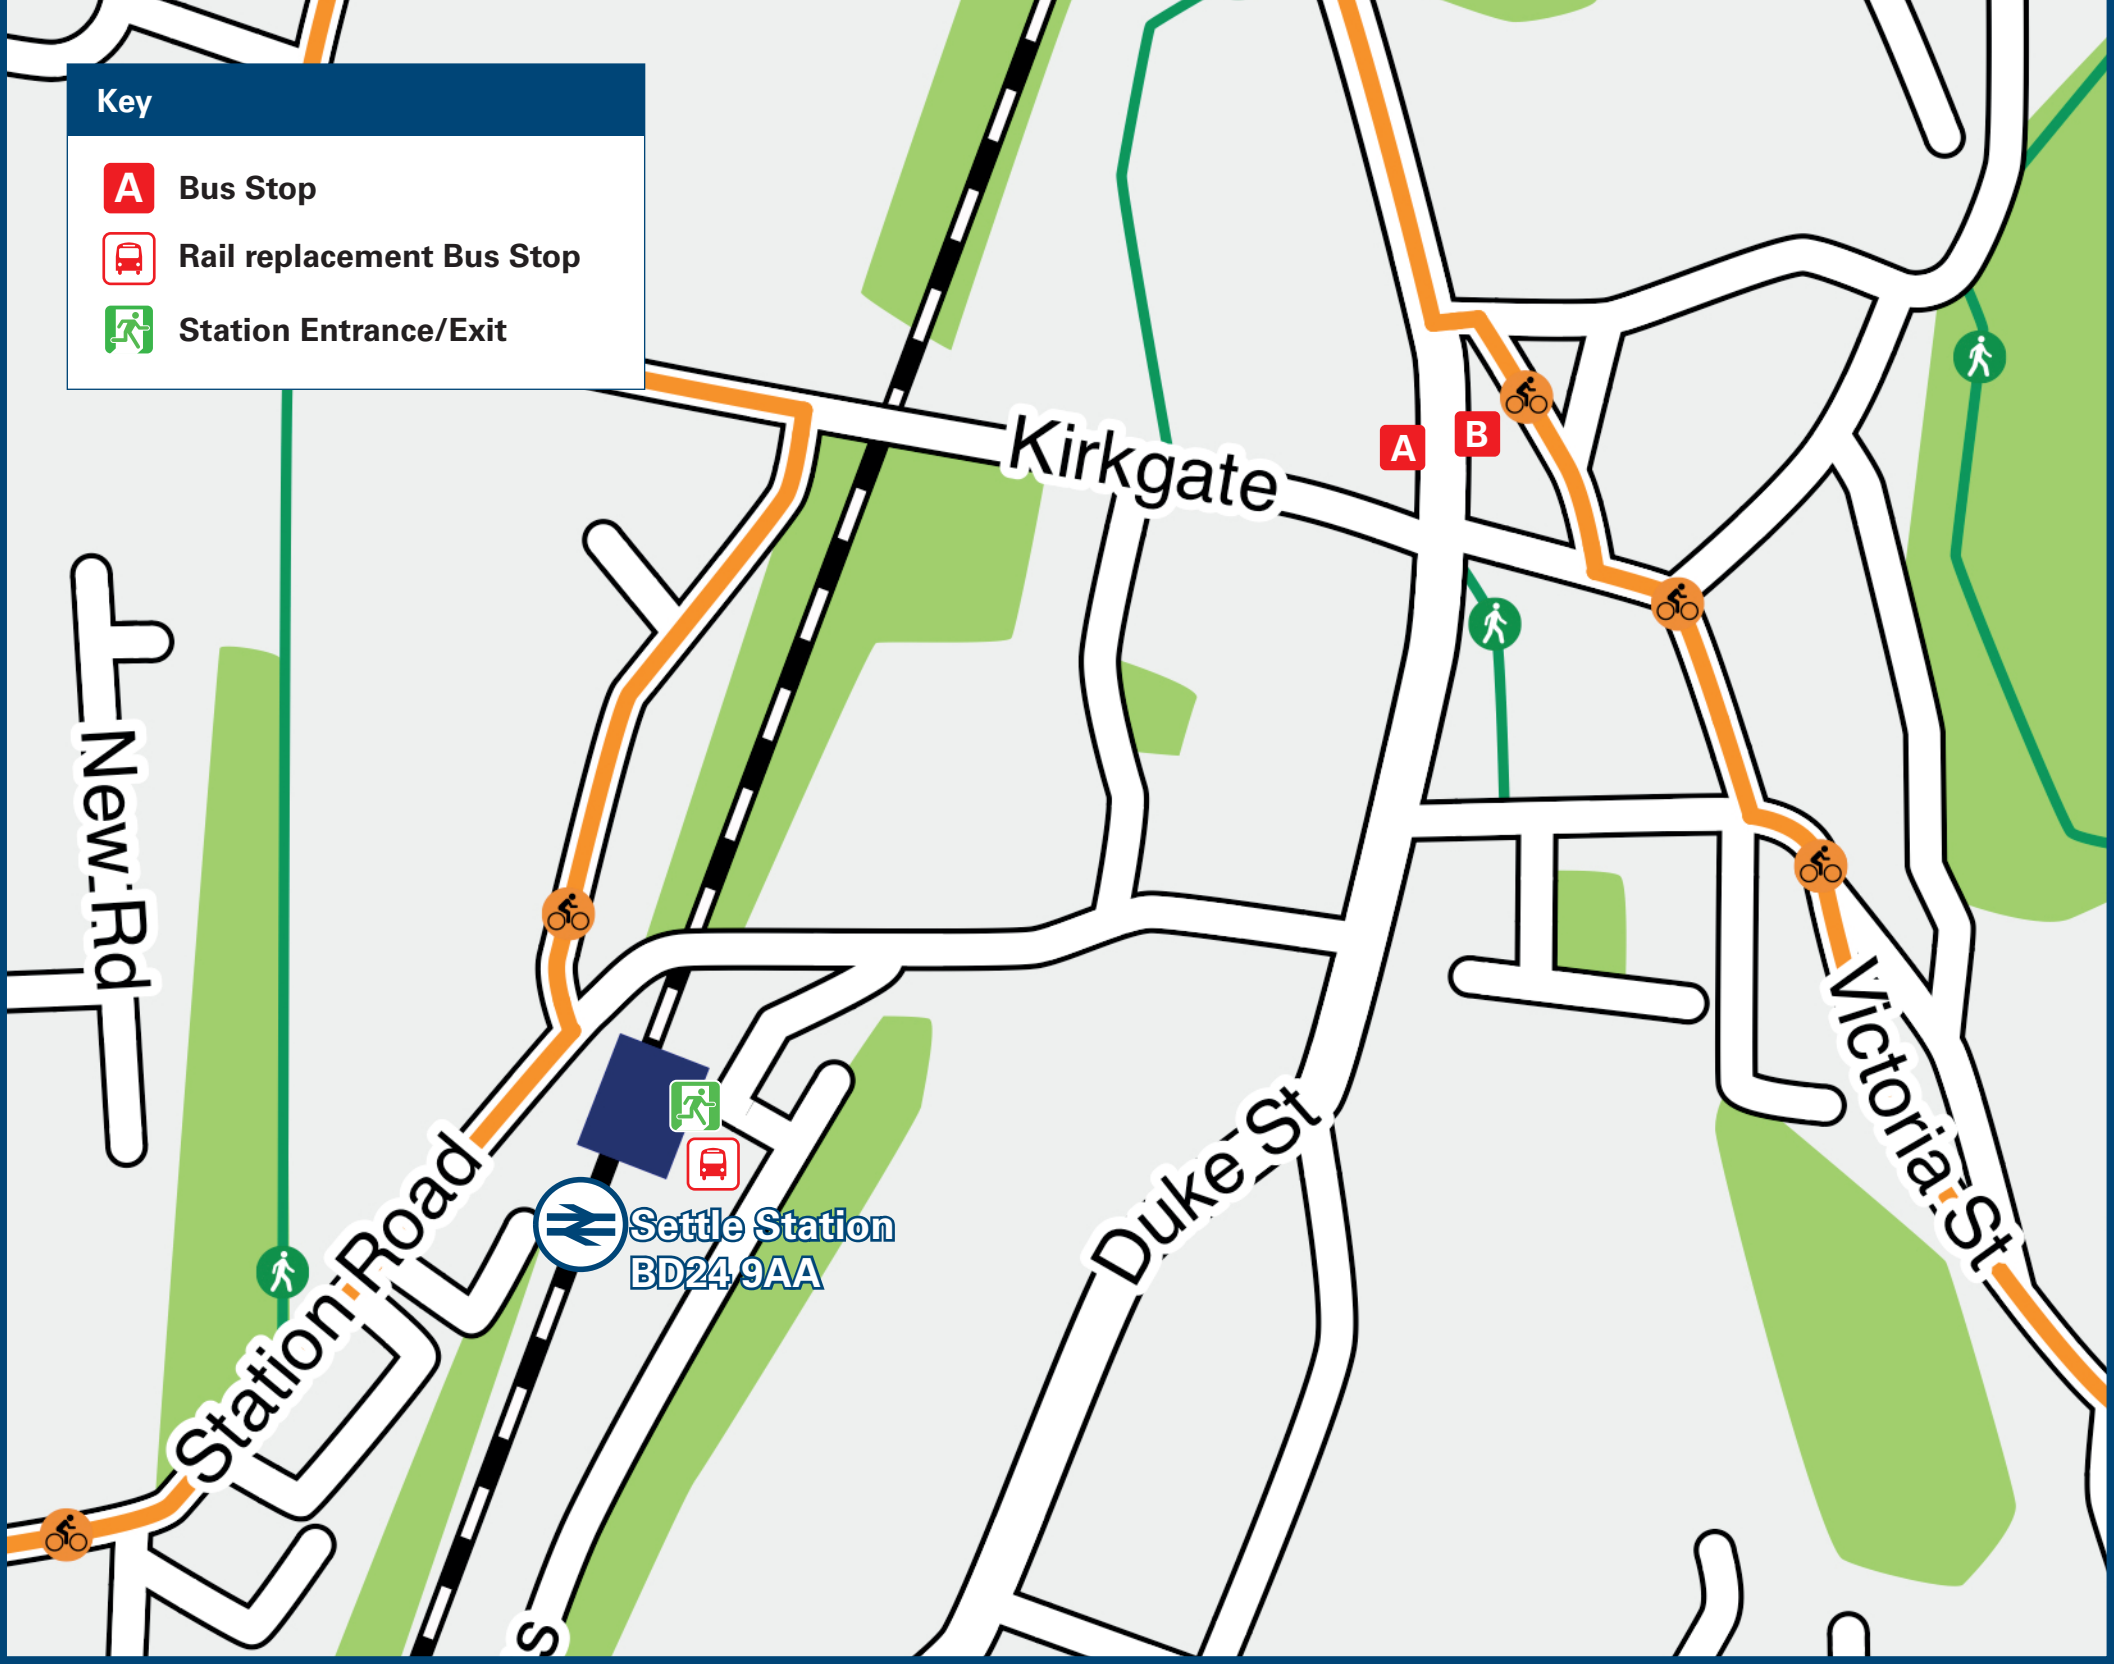 Key
A Bus Stop
Rail replacement Bus Stop
Station Entrance/Exit
Kirkgate
A
B
New Rd
Victoria St
Duke St
Station Road
Settle Station
BD24 9AA
s